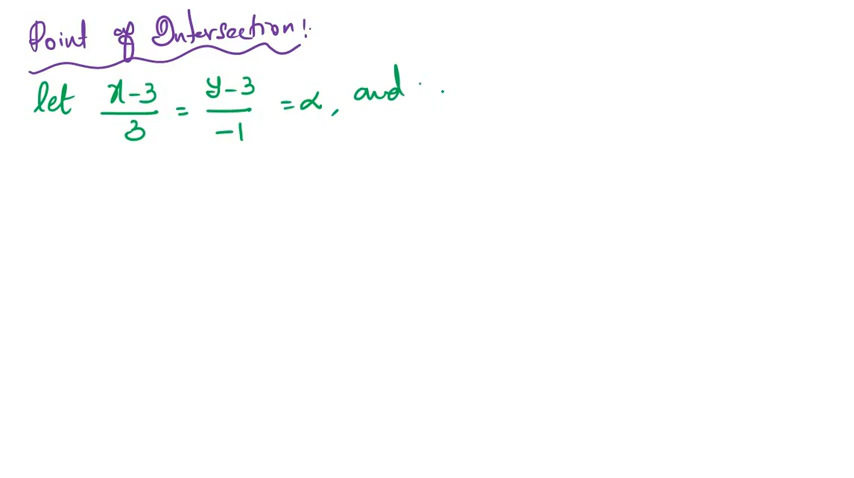 Point of Intersection:
let (x-3)/3 = (y-3)/-1 = α, and